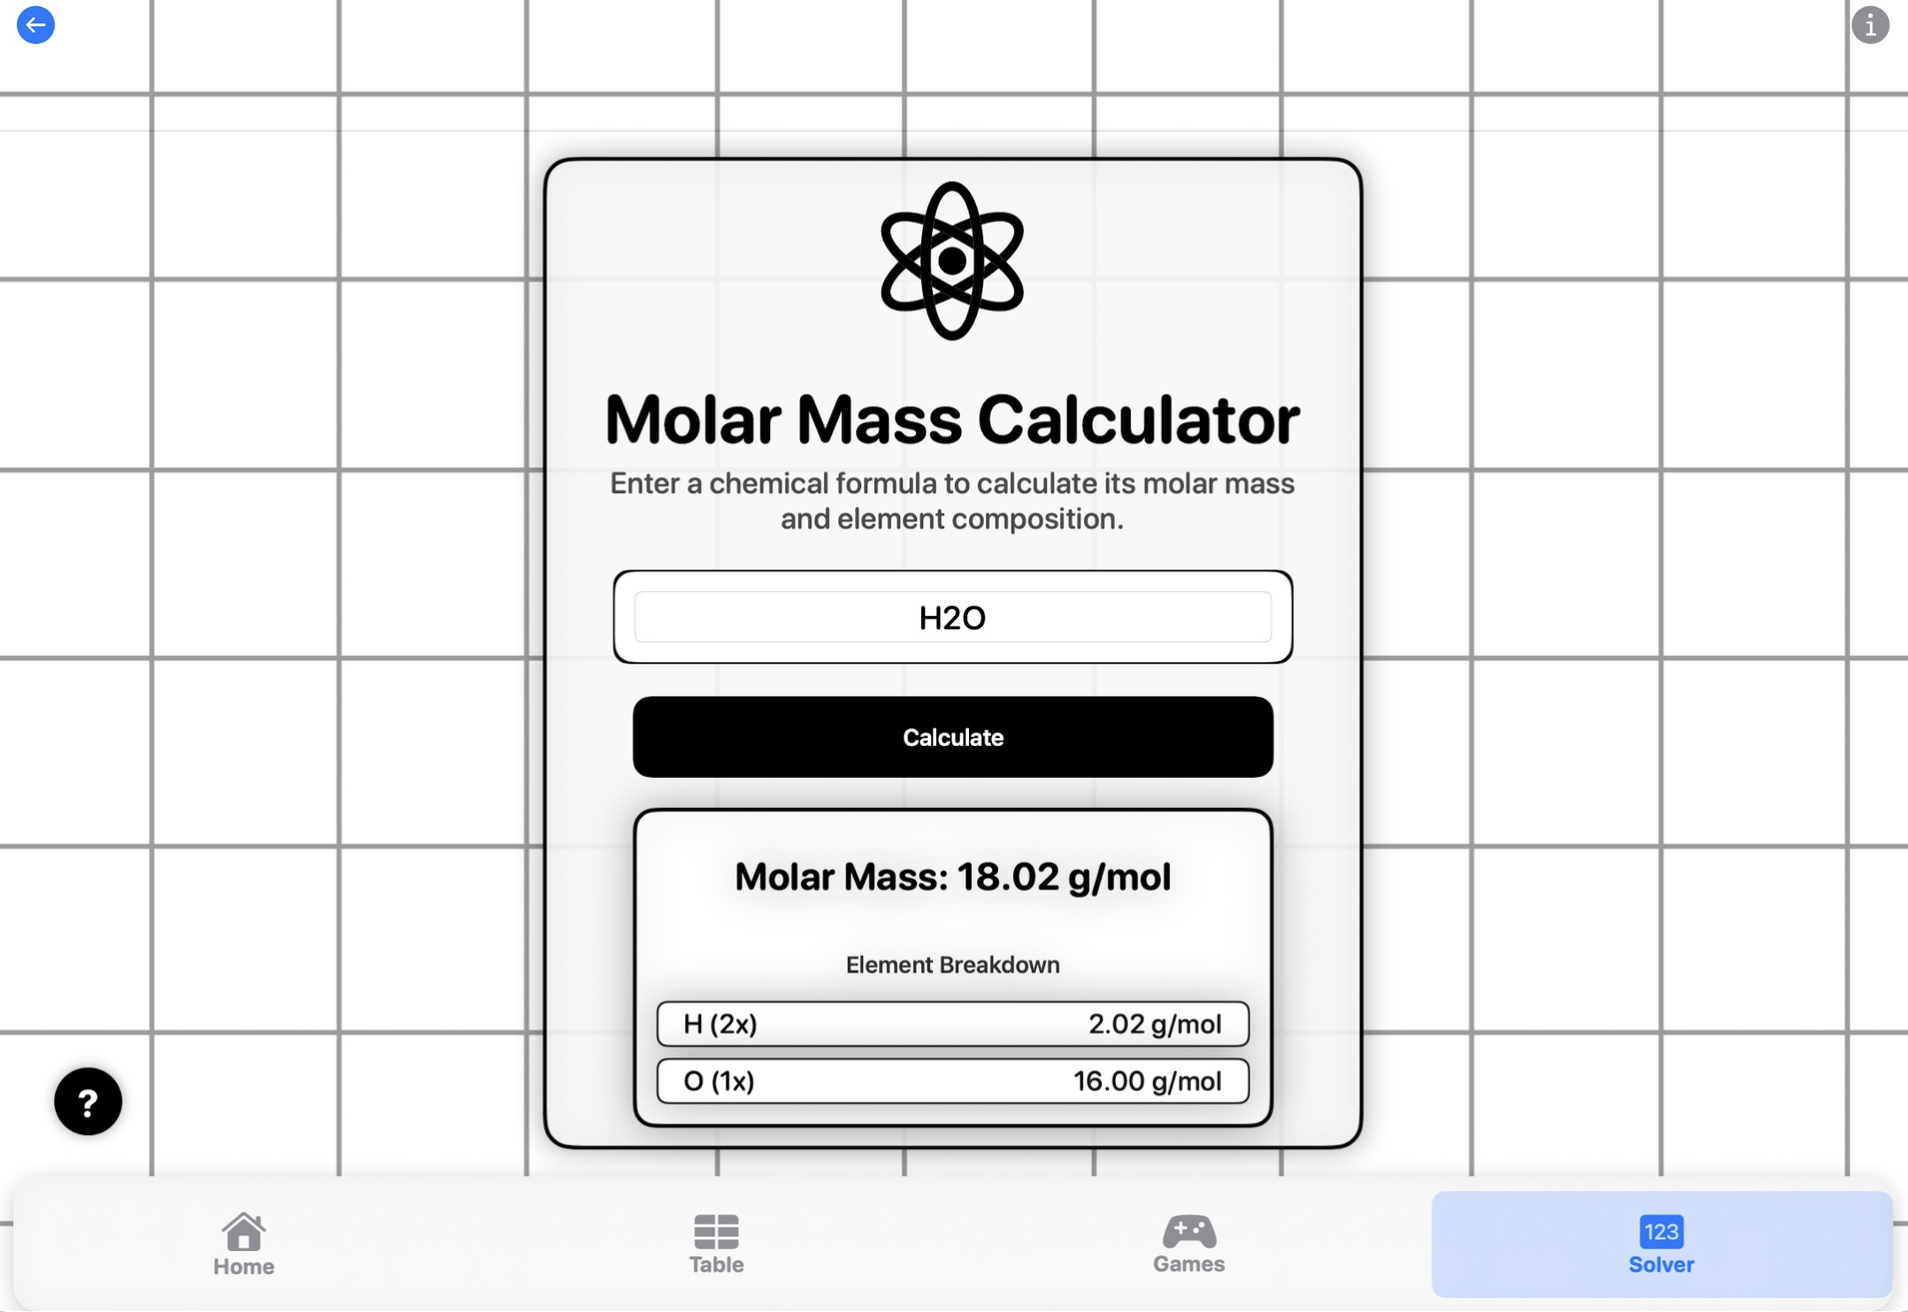 Molar Mass Calculator
Enter a chemical formula to calculate its molar mass
and element composition.
H2O
Calculate
Molar Mass: 18.02 g/mol
Element Breakdown
H (2x) 2.02 g/mol
O (1x) 16.00 g/mol
?
Home
Table
Games
123
Solver